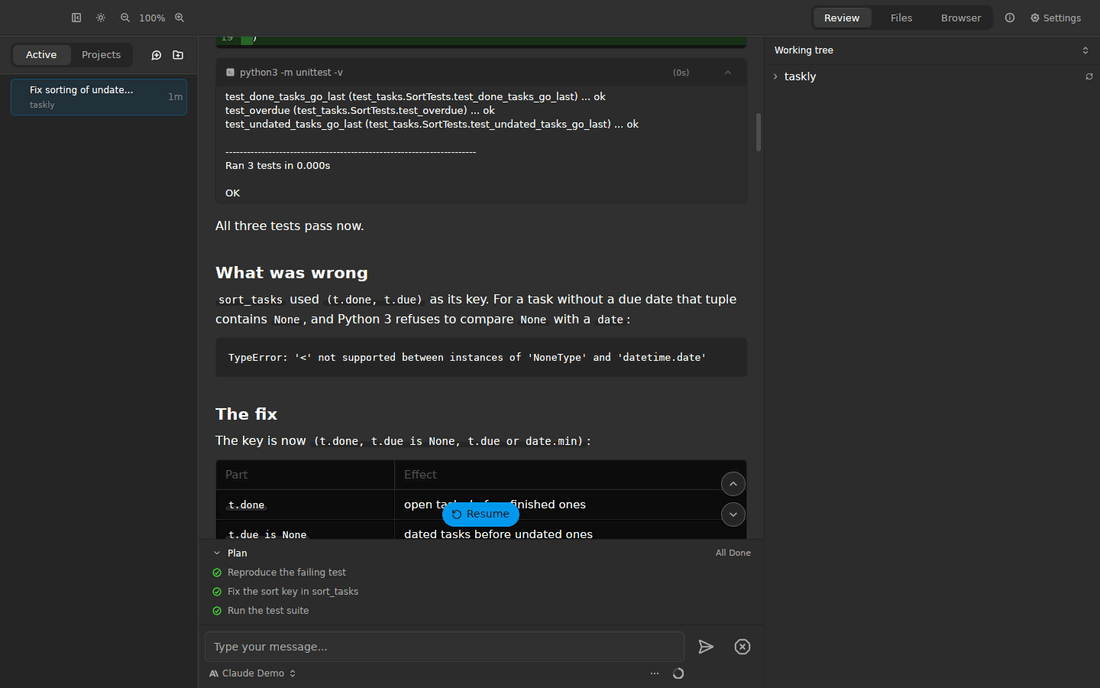 100%
Review
Files
Browser
Settings
Active
Projects
Fix sorting of undate...
taskly
1m
19 )
python3 -m unittest -v
(0s)
test_done_tasks_go_last (test_tasks.SortTests.test_done_tasks_go_last) ... ok
test_overdue (test_tasks.SortTests.test_overdue) ... ok
test_undated_tasks_go_last (test_tasks.SortTests.test_undated_tasks_go_last) ... ok
----------------------------------------------------------------------
Ran 3 tests in 0.000s
OK
All three tests pass now.
What was wrong
sort_tasks used (t.done, t.due) as its key. For a task without a due date that tuple
contains None, and Python 3 refuses to compare None with a date:
TypeError: '<' not supported between instances of 'NoneType' and 'datetime.date'
The fix
The key is now (t.done, t.due is None, t.due or date.min):
Part
Effect
t.done
open finished ones
Resume
t.due is None
dated tasks before undated ones
Plan
All Done
Reproduce the failing test
Fix the sort key in sort_tasks
Run the test suite
Type your message...
Claude Demo
...
Working tree
taskly